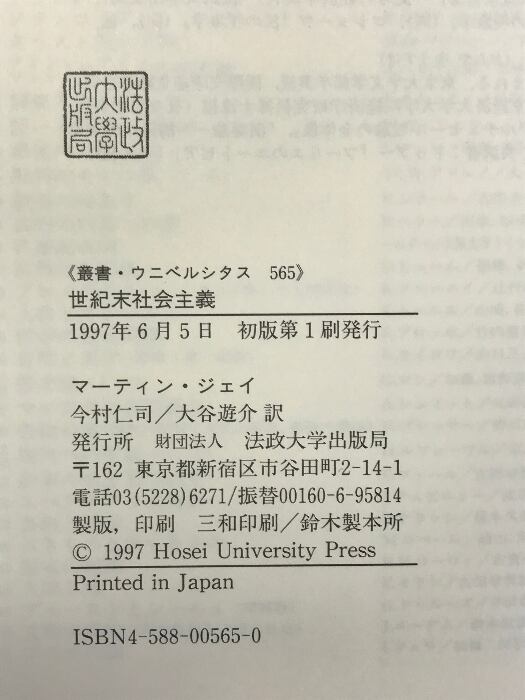 法政
大學
出版局
《叢書・ウニベルシタス 565》
世紀末社会主義
1997年6月5日 初版第1刷発行
マーティン・ジェイ
今村仁司／大谷遊介 訳
発行所 財団法人 法政大学出版局
〒162 東京都新宿区市谷田町2-14-1
電話03(5228)6271/振替00160-6-95814
製版，印刷 三和印刷／鈴木製本所
© 1997 Hosei University Press
Printed in Japan
ISBN4-588-00565-0